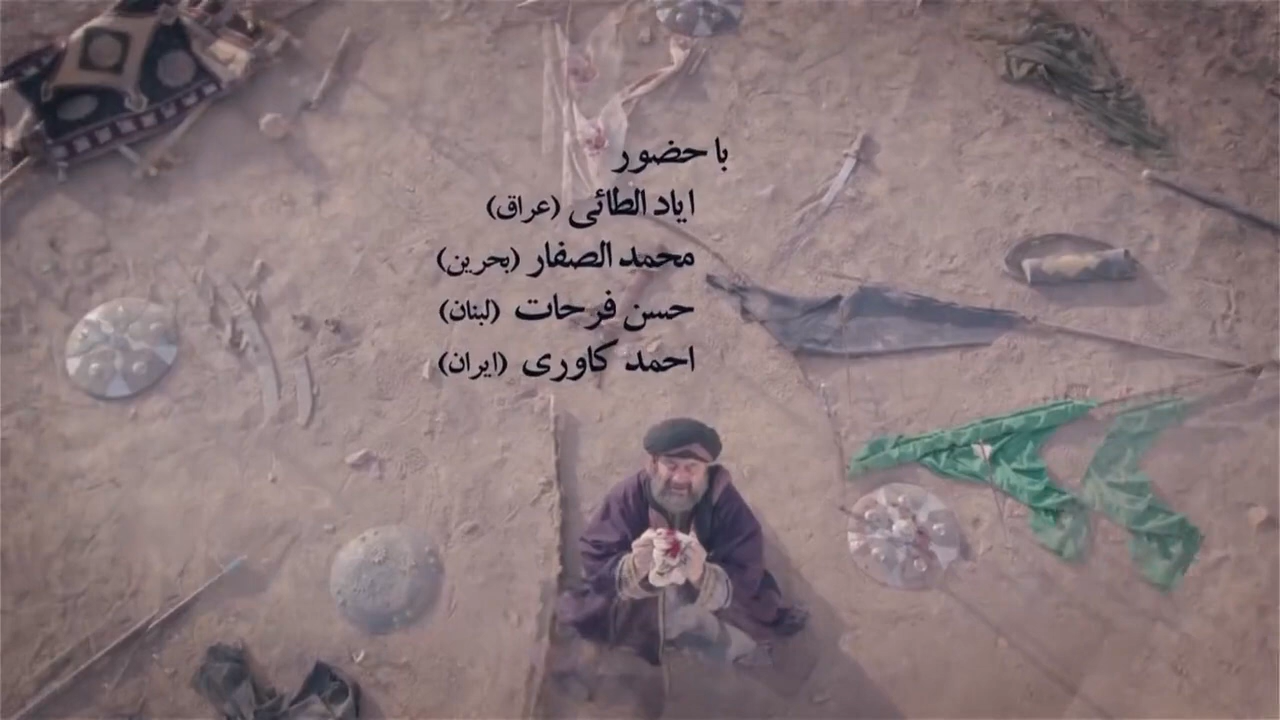 با حضور
ایاد الطائی (عراق)
محمد الصفار (بحرین)
حسن فرحات (لبنان)
احمد کاوری (ایران)